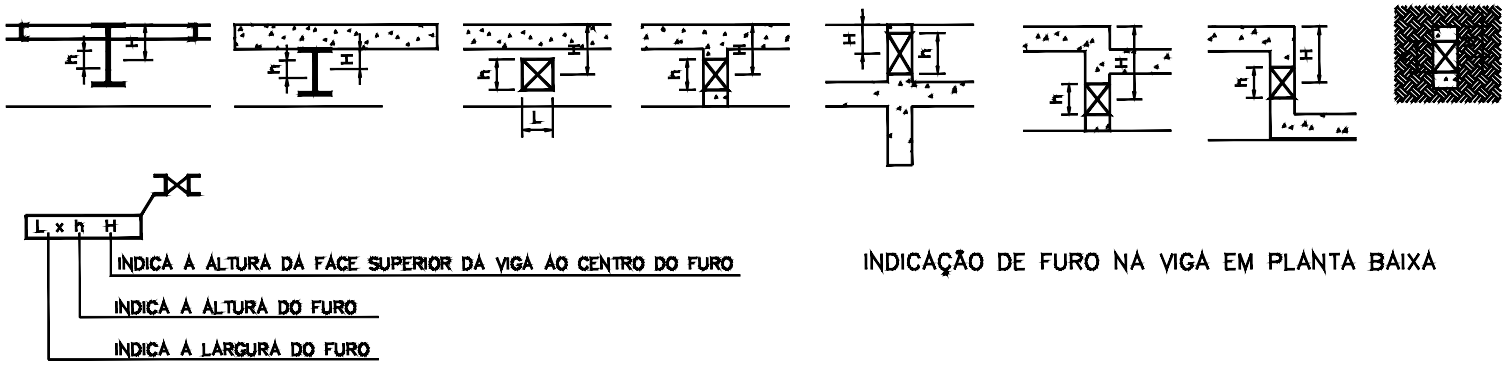 h H
h H
h H
L
h H
H h
h H
h H
L x h H
INDICA A ALTURA DA FACE SUPERIOR DA VIGA AO CENTRO DO FURO
INDICA A ALTURA DO FURO
INDICA A LARGURA DO FURO
INDICAÇÃO DE FURO NA VIGA EM PLANTA BAIXA